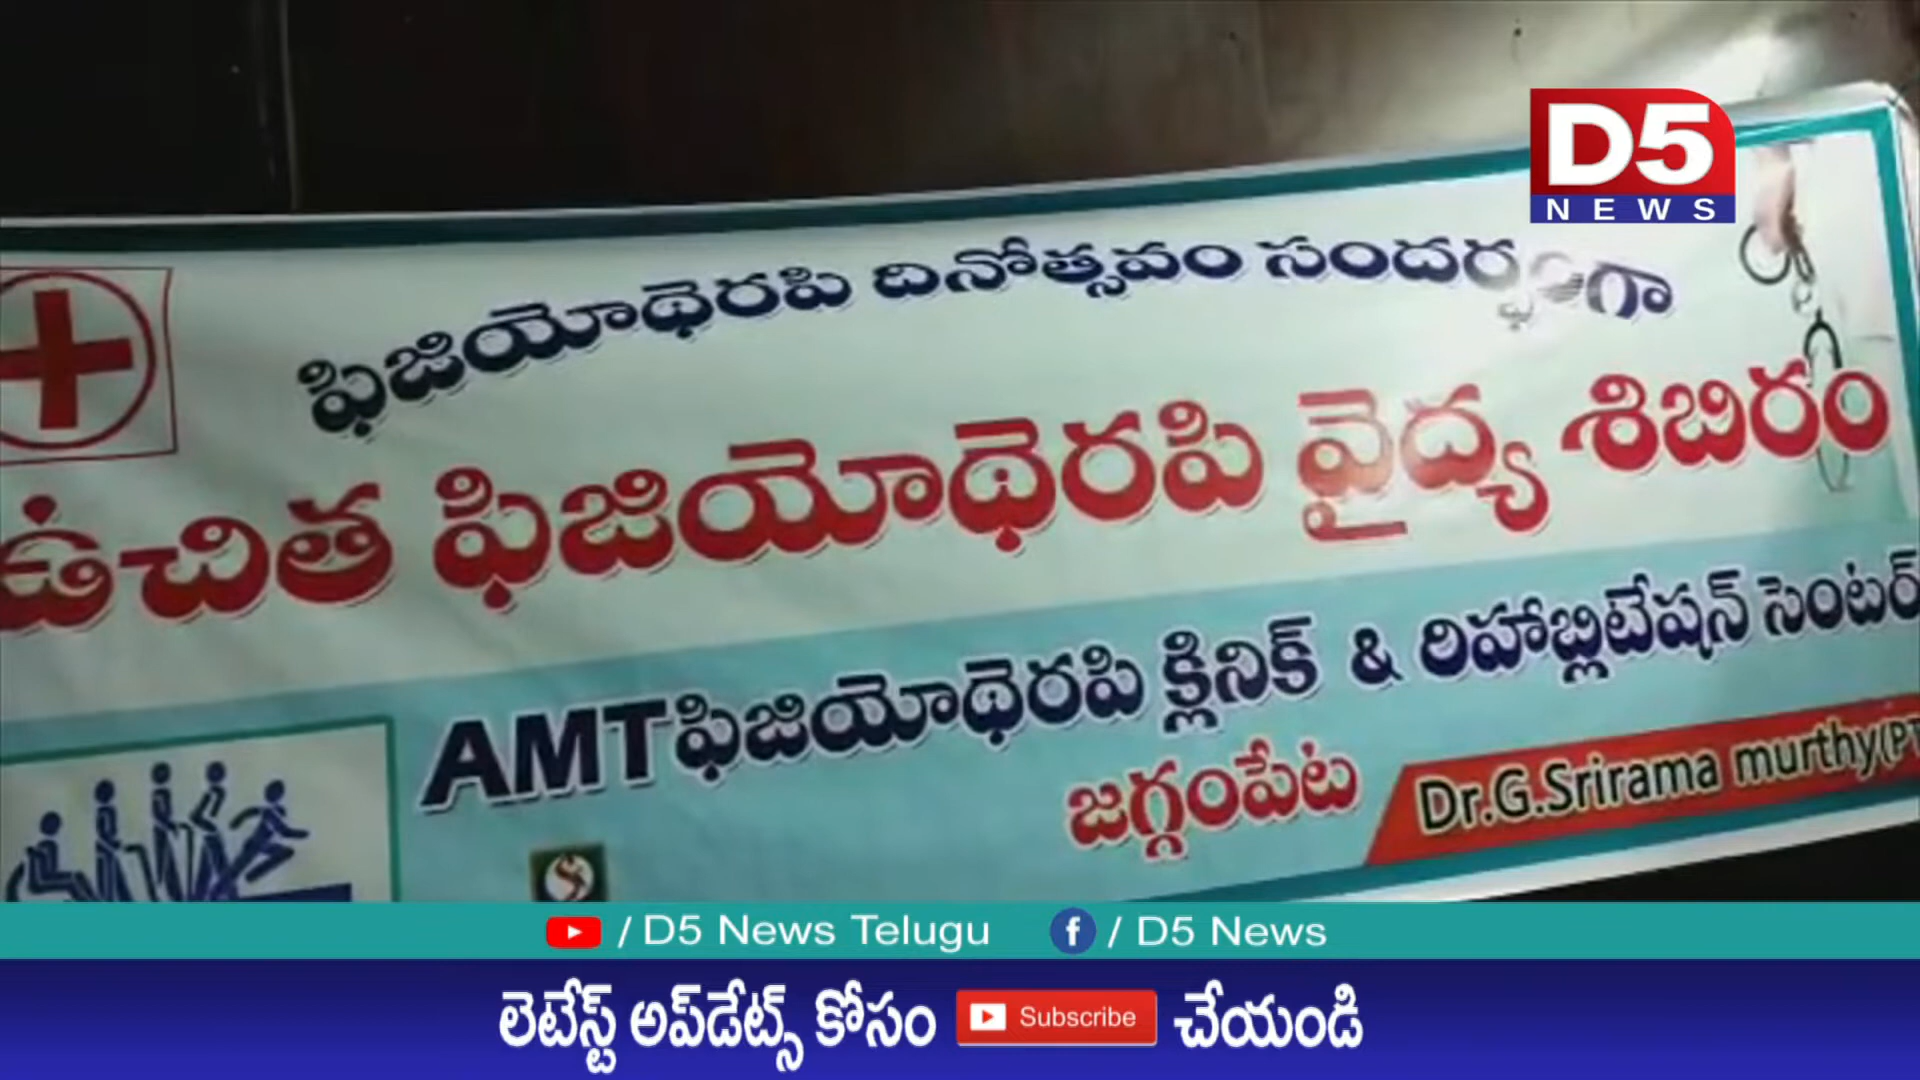 D5
NEWS
ఫిజియోథెరపి దినోత్సవం సందర్భంగా
ఉచిత ఫిజియోథెరపి వైద్య శిబిరం
AMT ఫిజియోథెరపి క్లినిక్ & రిహాబ్లిటేషన్ సెంటర్
జగ్గంపేట
Dr.G.Srirama murthy(PT
/ D5 News Telugu
/ D5 News
లెటేస్ట్ అప్‌డేట్స్ కోసం Subscribe చేయండి